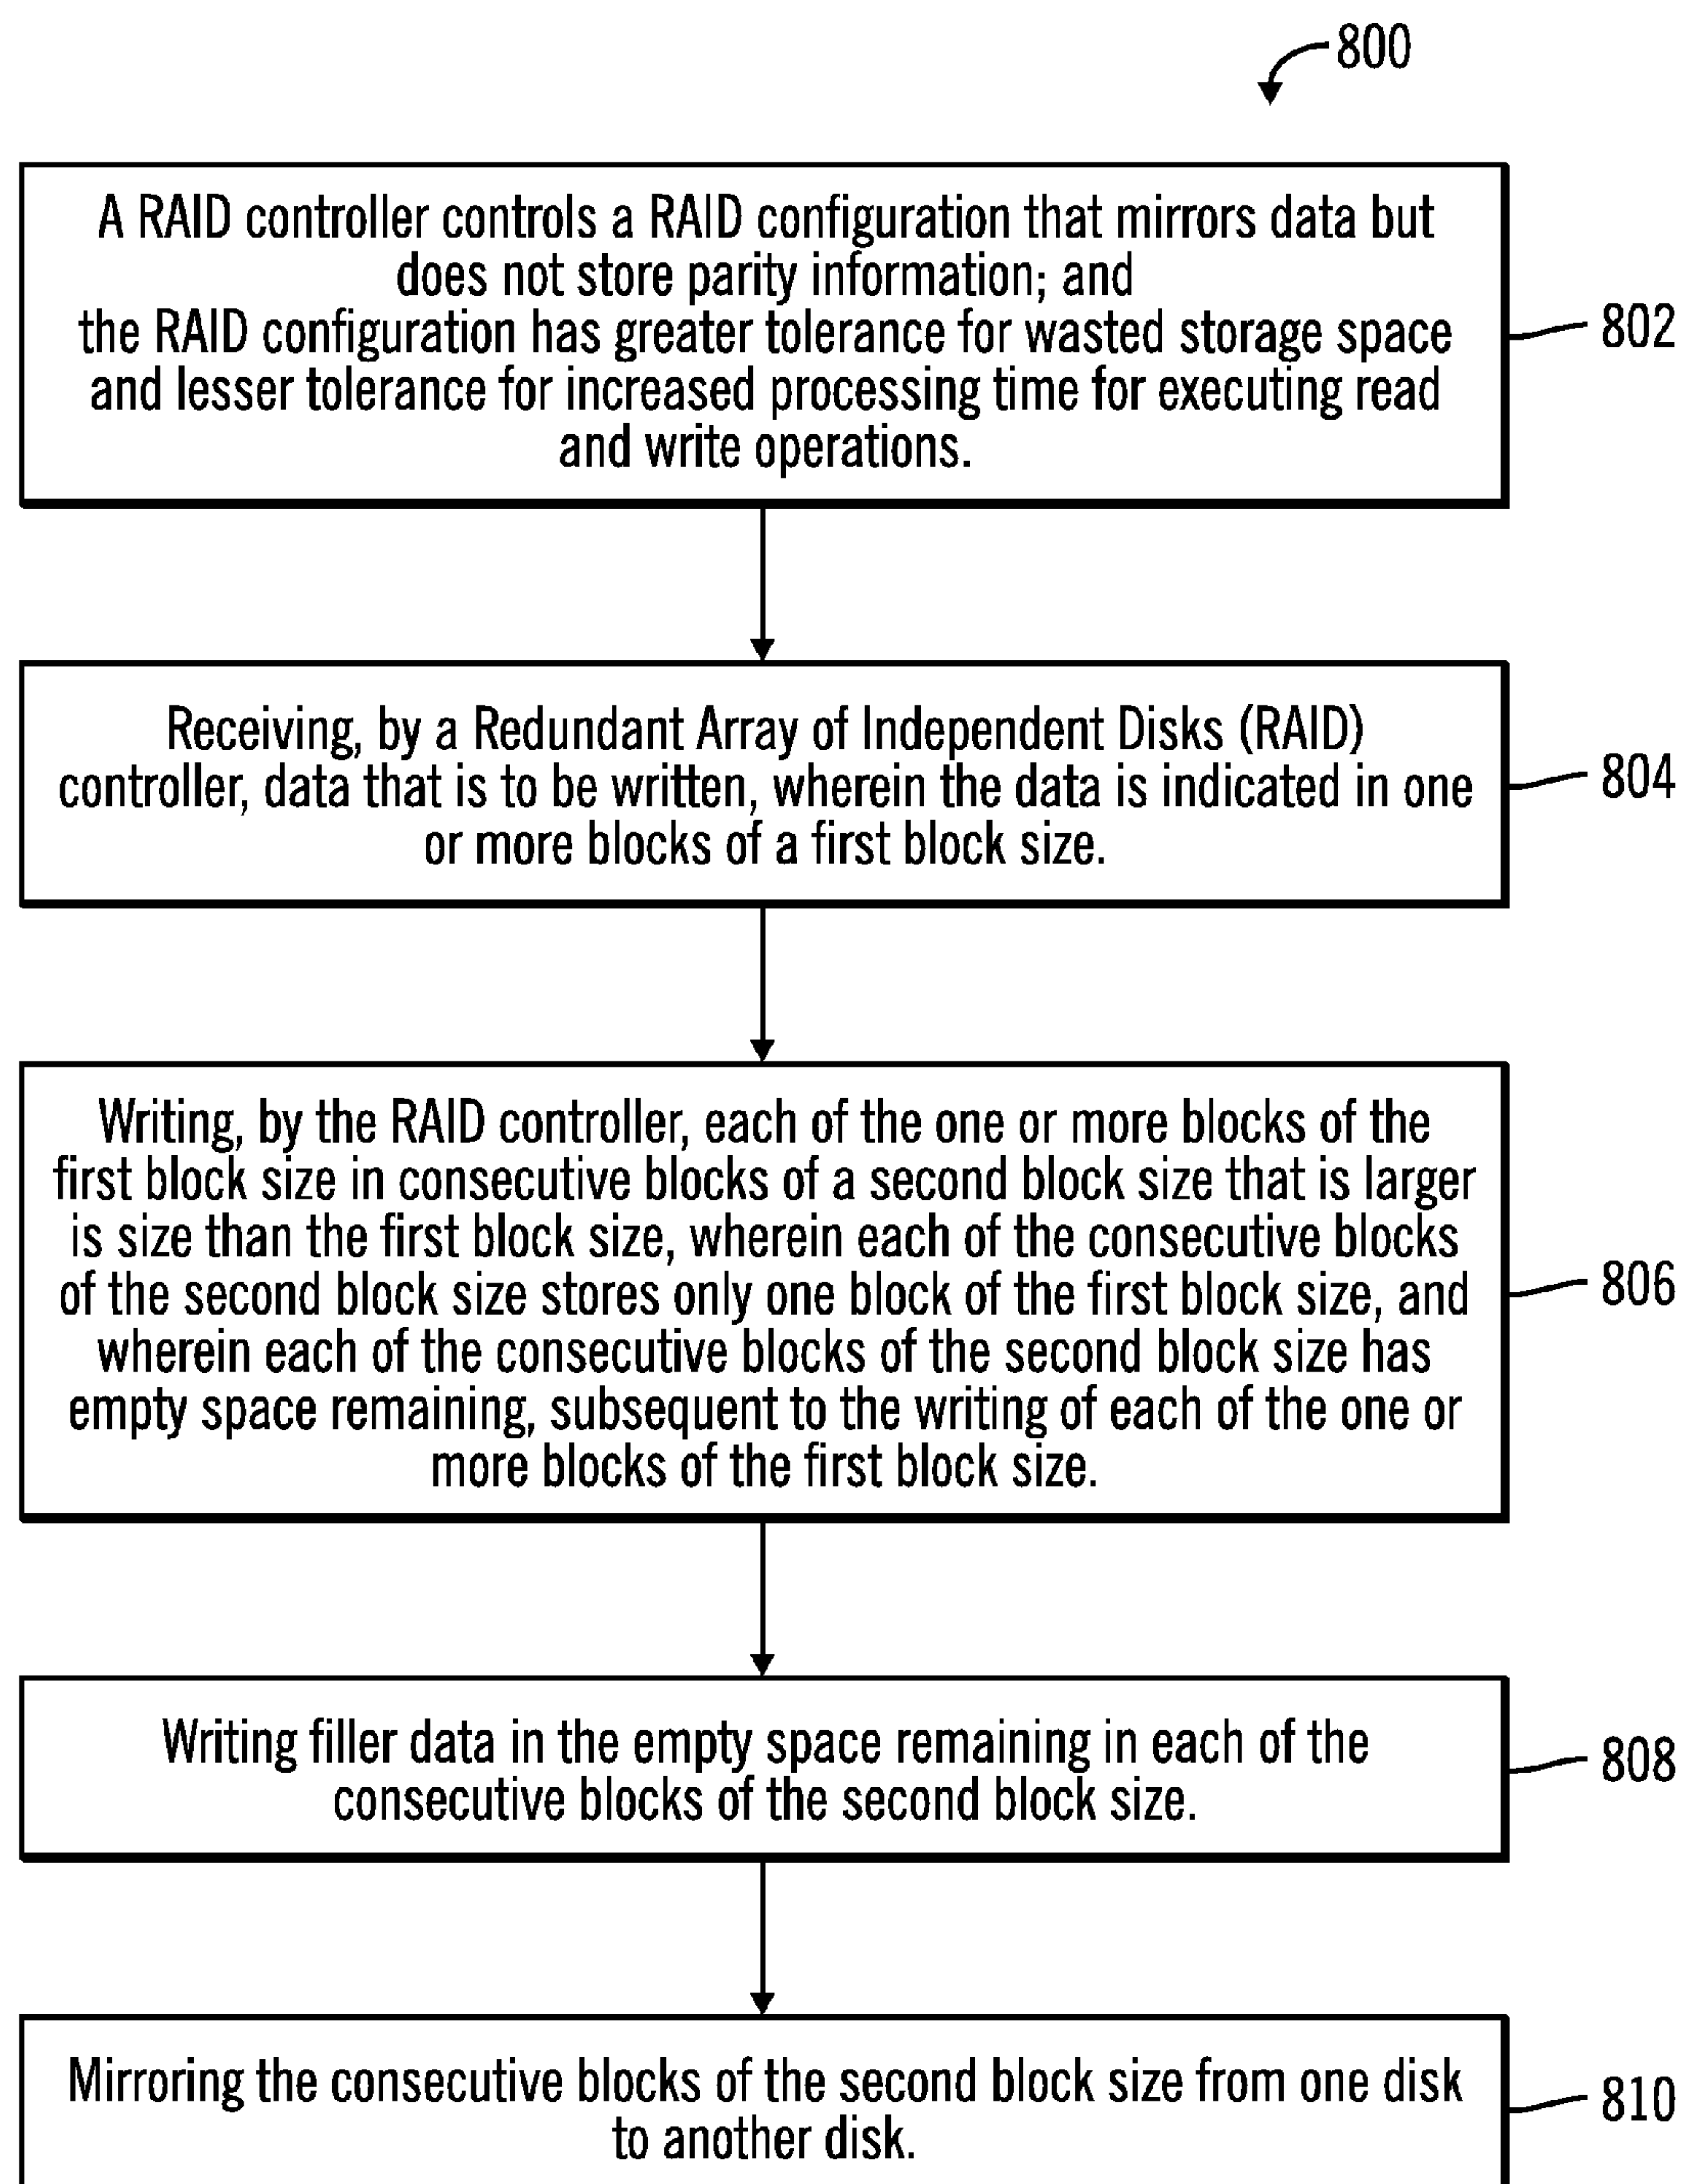 800
A RAID controller controls a RAID configuration that mirrors data but
does not store parity information; and
the RAID configuration has greater tolerance for wasted storage space
and lesser tolerance for increased processing time for executing read
and write operations.
802
Receiving, by a Redundant Array of Independent Disks (RAID)
controller, data that is to be written, wherein the data is indicated in one
or more blocks of a first block size.
804
Writing, by the RAID controller, each of the one or more blocks of the
first block size in consecutive blocks of a second block size that is larger
is size than the first block size, wherein each of the consecutive blocks
of the second block size stores only one block of the first block size, and
wherein each of the consecutive blocks of the second block size has
empty space remaining, subsequent to the writing of each of the one or
more blocks of the first block size.
806
Writing filler data in the empty space remaining in each of the
consecutive blocks of the second block size.
808
Mirroring the consecutive blocks of the second block size from one disk
to another disk.
810